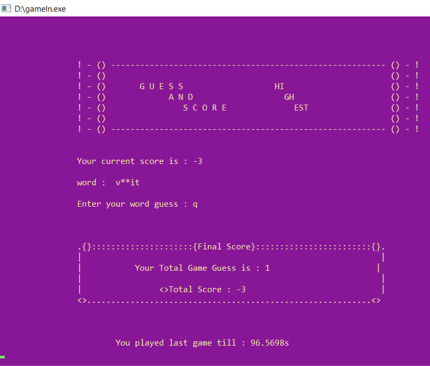 D:\gameIn.exe
! - () --------------------------------------------------------- () - !
! - () () - !
! - () G U E S S HI () - !
! - () A N D GH () - !
! - () S C O R E EST () - !
! - () () - !
! - () --------------------------------------------------------- () - !
Your current score is : -3
word : v**it
Enter your word guess : q
.{}:::::::::::::::::::::{Final Score}::::::::::::::::::::::::{}.
| |
| Your Total Game Guess is : 1 |
| |
| <>Total Score : -3 |
<>...........................................................<>
You played last game till : 96.5698s